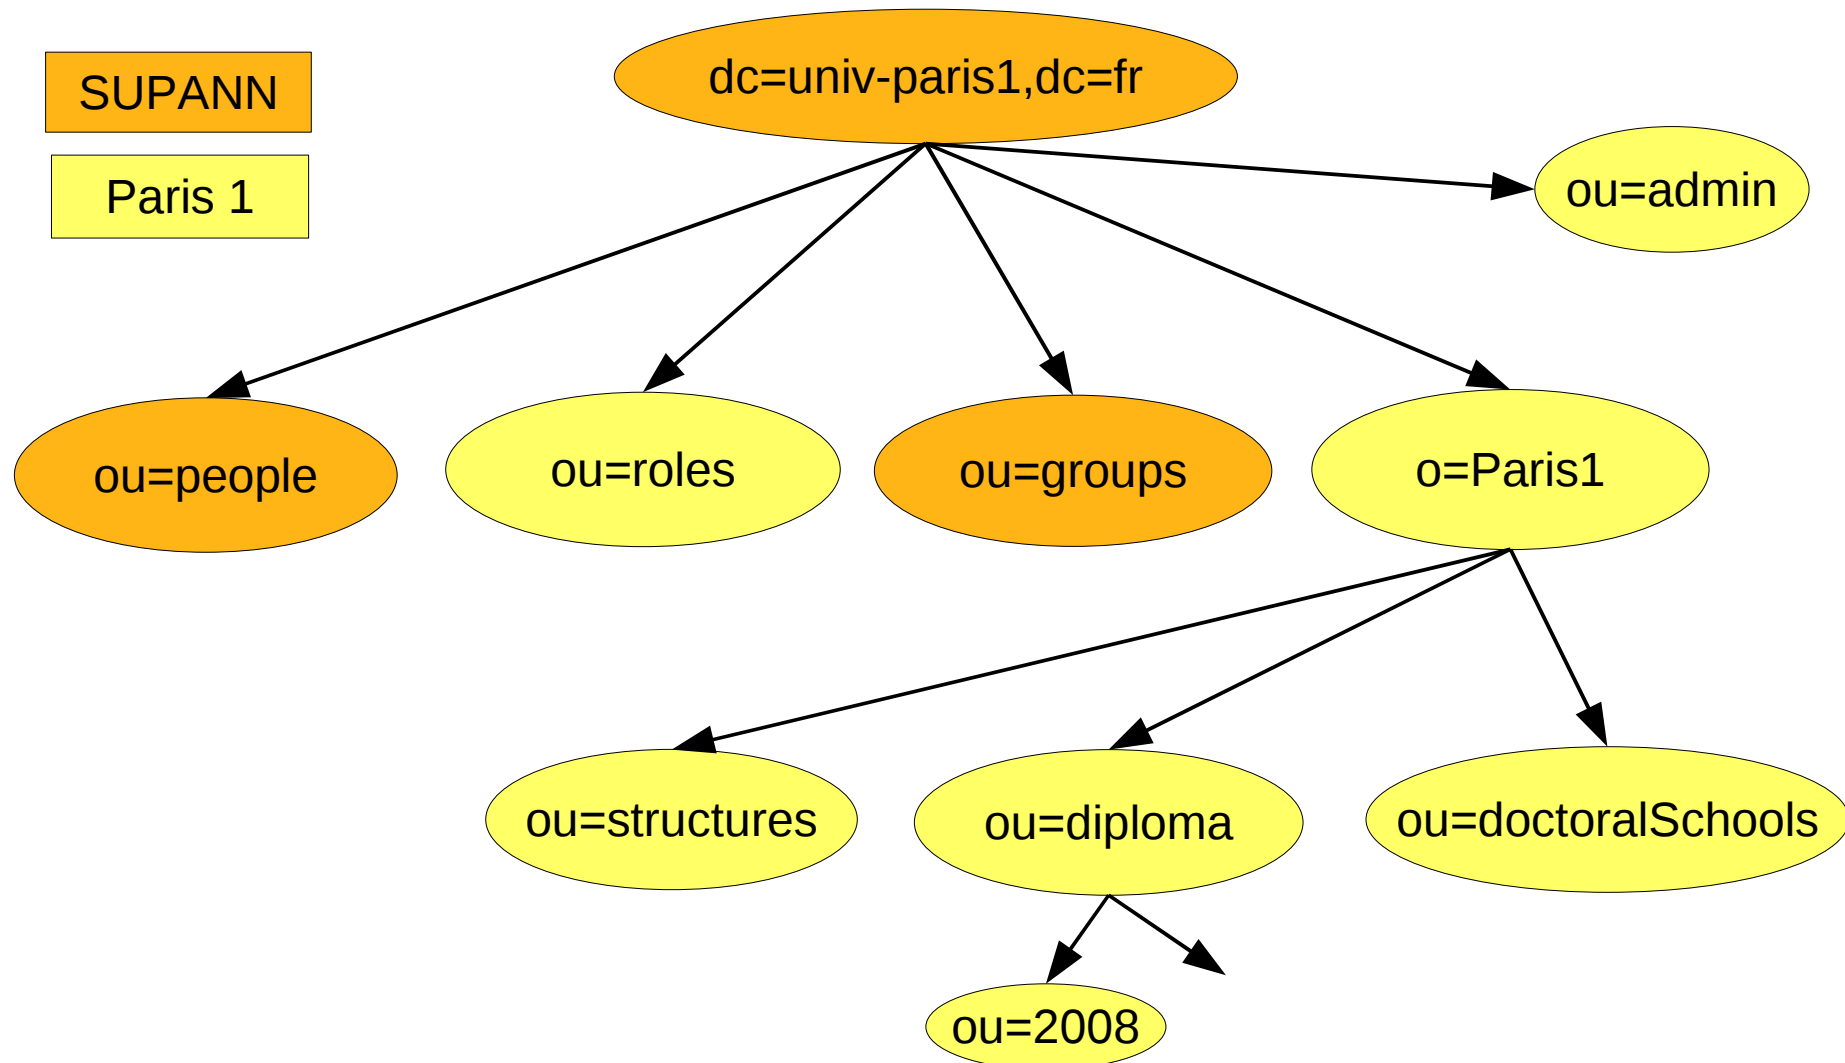 SUPANN
dc=univ-paris1,dc=fr
Paris 1
ou=admin
ou=people
ou=roles
ou=groups
o=Paris1
ou=structures
ou=diploma
ou=doctoralSchools
ou=2008